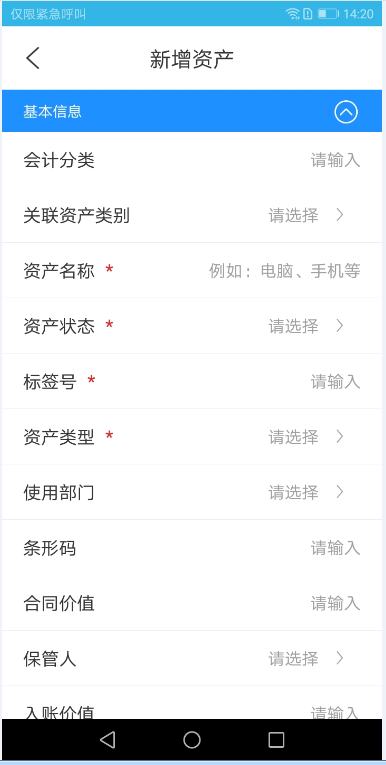 仅限紧急呼叫 14:20
新增资产
基本信息
会计分类 请输入
关联资产类别 请选择
资产名称 * 例如：电脑、手机等
资产状态 * 请选择
标签号 * 请输入
资产类型 * 请选择
使用部门 请选择
条形码 请输入
合同价值 请输入
保管人 请选择
入账价值 请输入